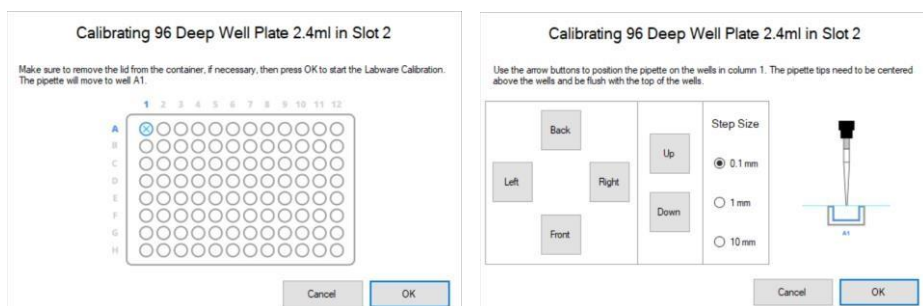 Calibrating 96 Deep Well Plate 2.4ml in Slot 2
Make sure to remove the lid from the container, if necessary, then press OK to start the Labware Calibration.
The pipette will move to well A1.
1 2 3 4 5 6 7 8 9 10 11 12
A
B
C
D
E
F
G
H
Cancel
OK
Calibrating 96 Deep Well Plate 2.4ml in Slot 2
Use the arrow buttons to position the pipette on the wells in column 1. The pipette tips need to be centered
above the wells and be flush with the top of the wells.
Back
Left
Right
Front
Up
Down
Step Size
0.1 mm
1 mm
10 mm
A1
Cancel
OK